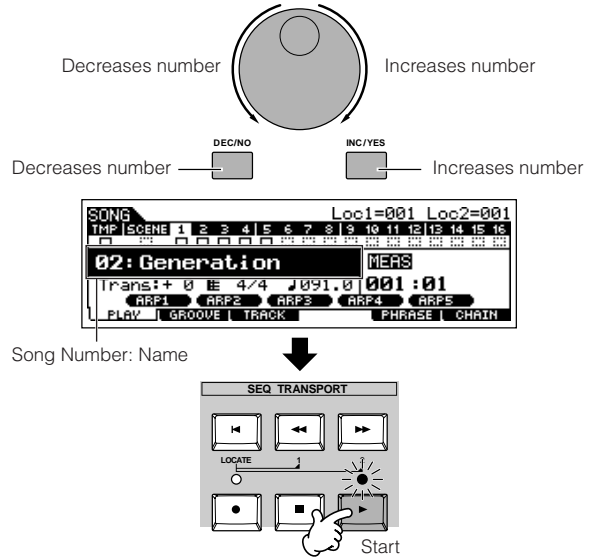 Decreases number Increases number
DEC/NO INC/YES
Decreases number Increases number
SONG Loc1=001 Loc2=001
TMP SCENE 1 2 3 4 5 6 7 8 9 10 11 12 13 14 15 16
02:Generation MEAS
Trans:+ 0 4/4 ♩091.0 001:01
ARP1 ARP2 ARP3 ARP4 ARP5
PLAY GROOVE TRACK PHRASE CHAIN
Song Number: Name
SEQ TRANSPORT
LOCATE 1 2
Start